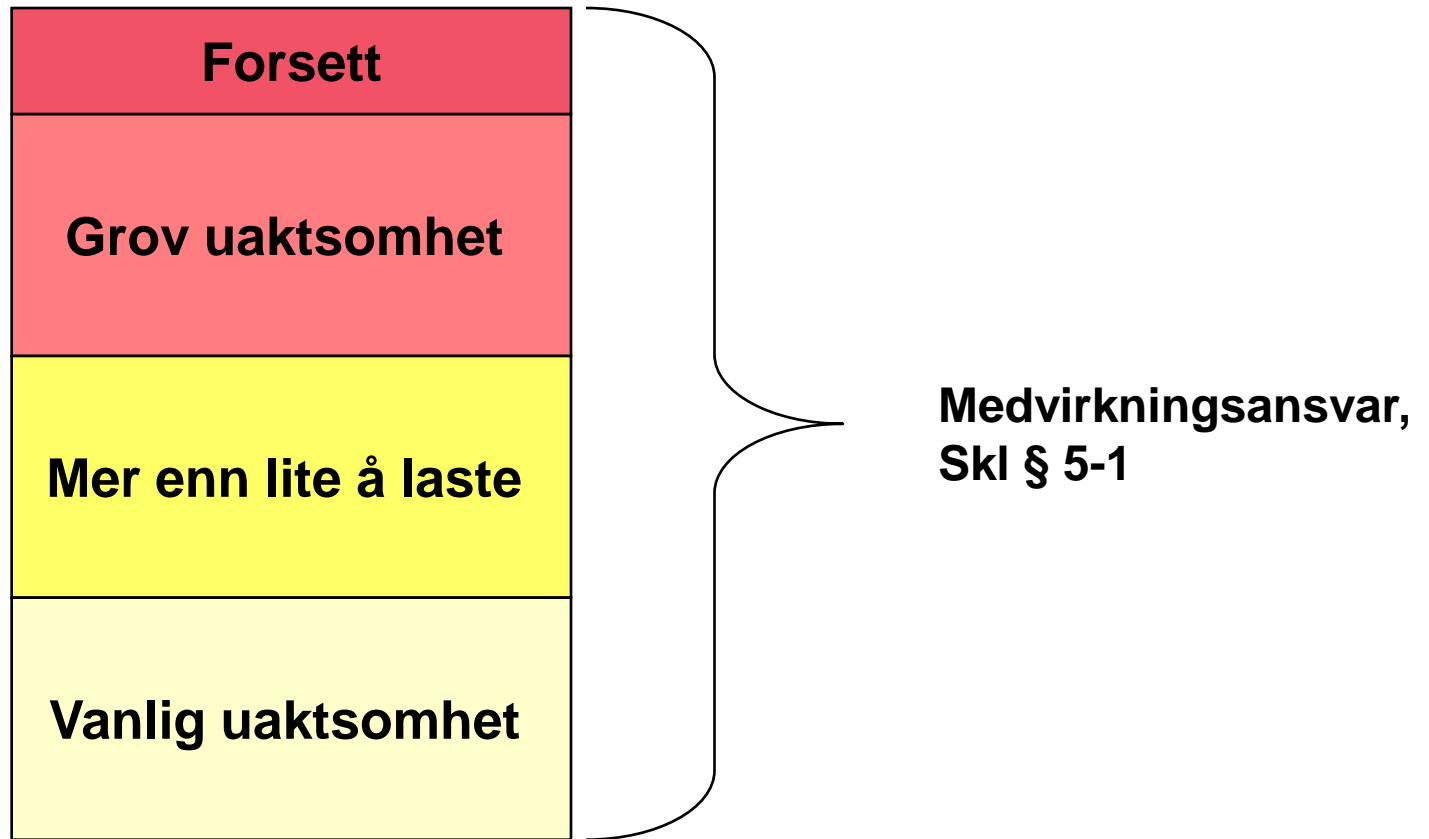 Forsett
Grov uaktsomhet
Mer enn lite å laste
Vanlig uaktsomhet
Medvirkningsansvar,
Skl § 5-1